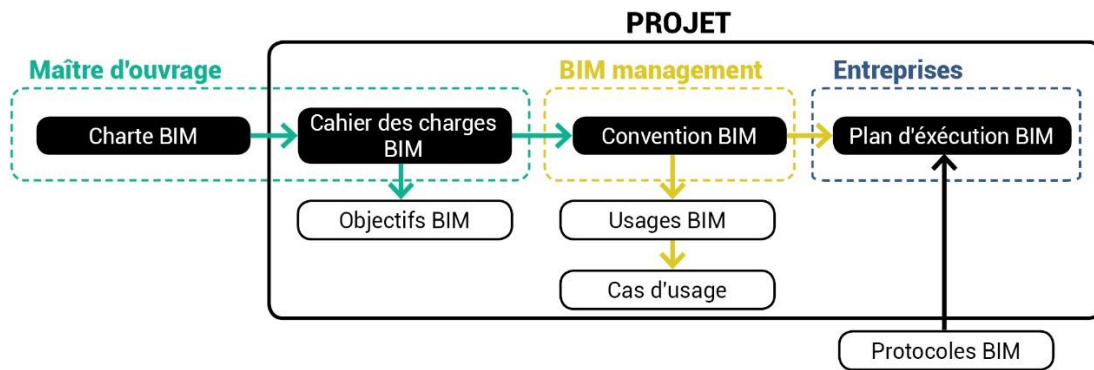 PROJET
Maître d'ouvrage
BIM management
Entreprises
Charte BIM
Cahier des charges
BIM
Convention BIM
Plan d'éxécution BIM
Objectifs BIM
Usages BIM
Cas d'usage
Protocoles BIM